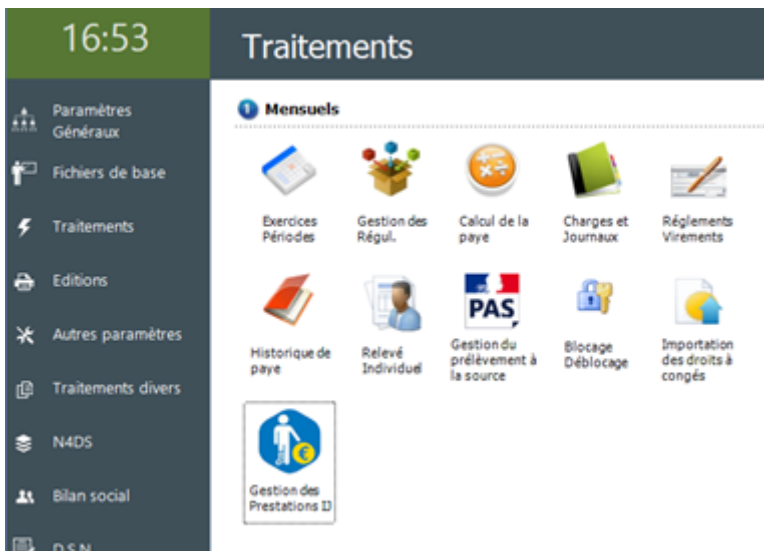 16:53
Traitements
Paramètres
Généraux
Fichiers de base
Traitements
Editions
Autres paramètres
Traitements divers
N4DS
Bilan social
D.S.N
1 Mensuels
Exercices
Périodes
Gestion des
Régul.
Calcul de la
paye
Charges et
Journaux
Réglements
Virements
Historique de
paye
Relevé
Individuel
PAS
Gestion du
prélèvement à
la source
Blocage
Déblocage
Importation
des droits à
congés
Gestion des
Prestations IJ